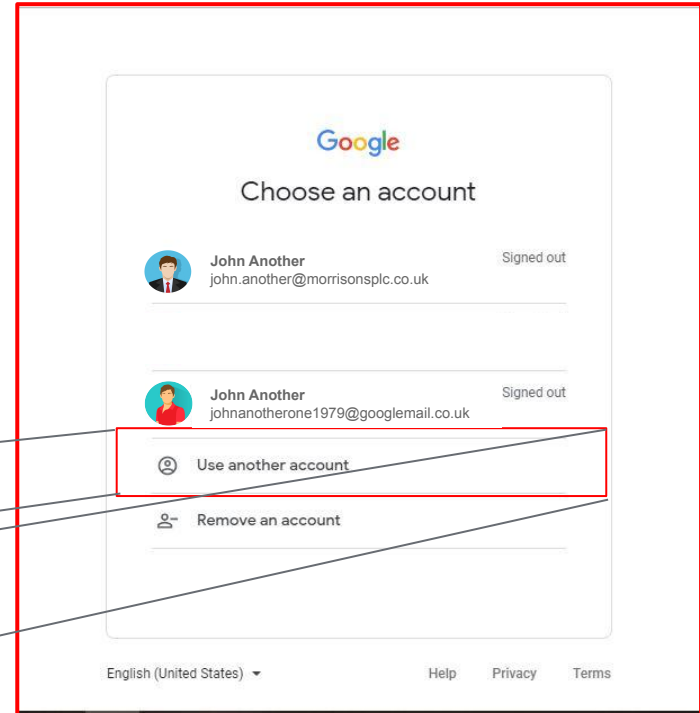 Google
Choose an account
John Another
Signed out
john.another@morrisonsplc.co.uk
John Another
Signed out
johnanotherone1979@googlemail.co.uk
Use another account
Remove an account
English (United States)
Help Privacy Terms